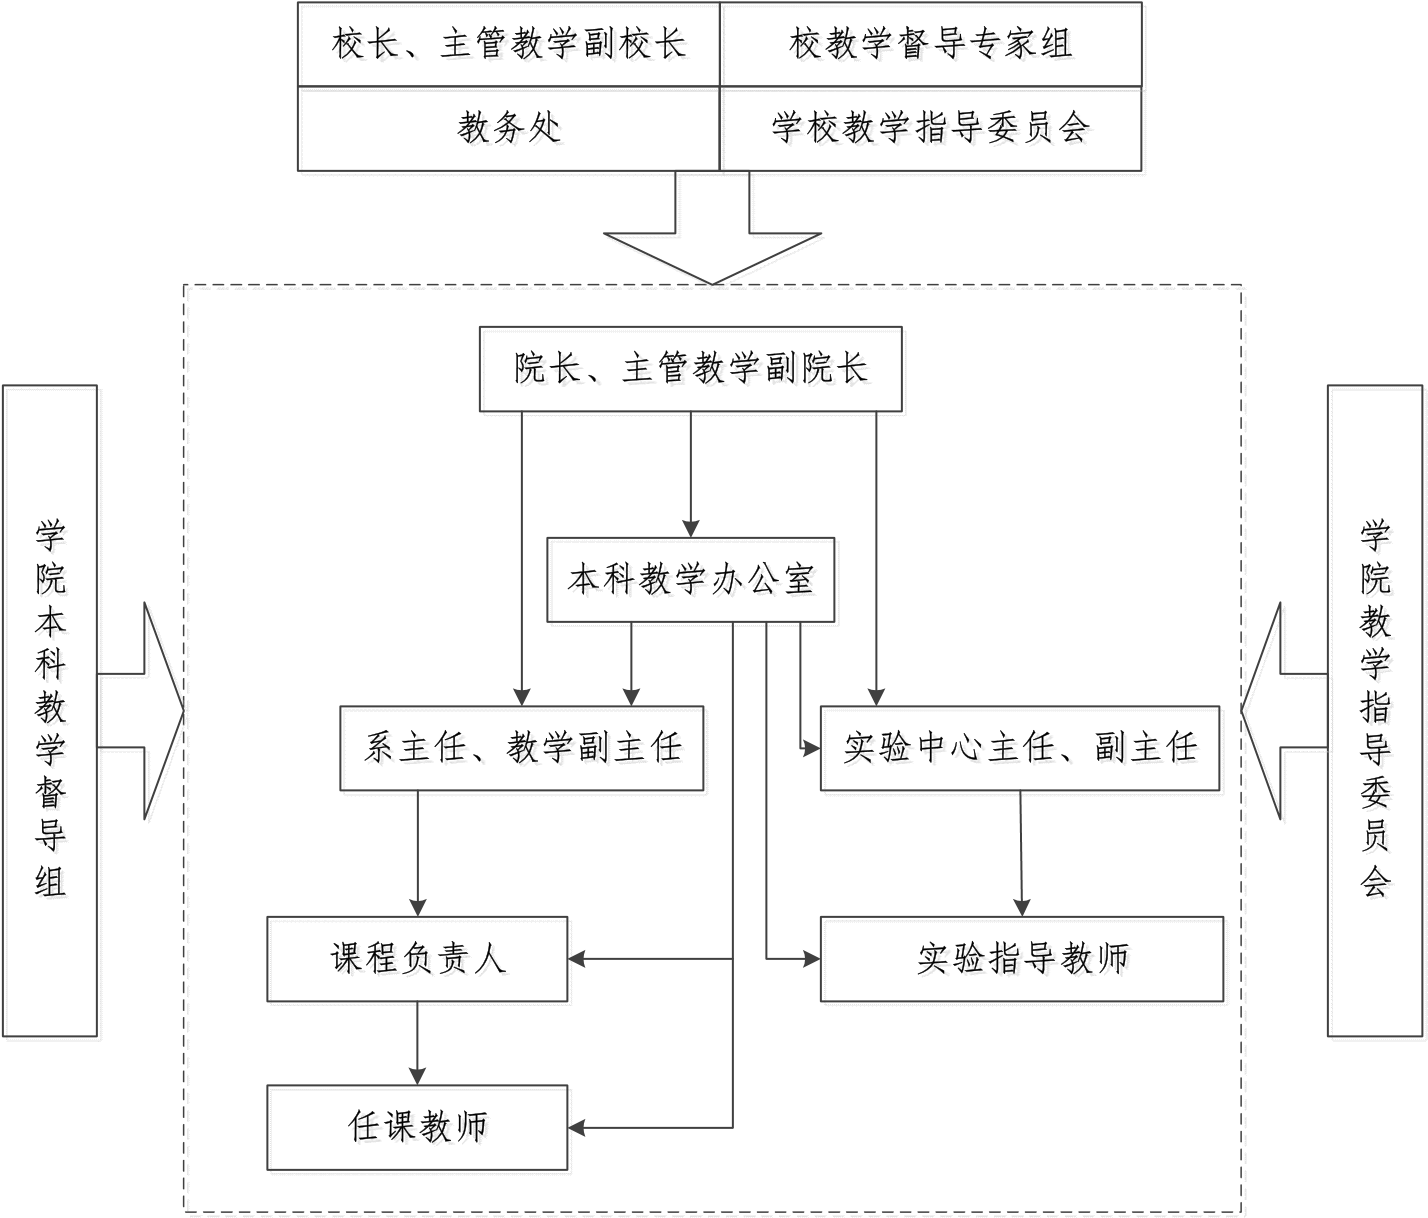 校长、主管教学副校长
校教学督导专家组
教务处
学校教学指导委员会
院长、主管教学副院长
本科教学办公室
系主任、教学副主任
实验中心主任、副主任
课程负责人
实验指导教师
任课教师
学院本科教学督导组
学院教学指导委员会